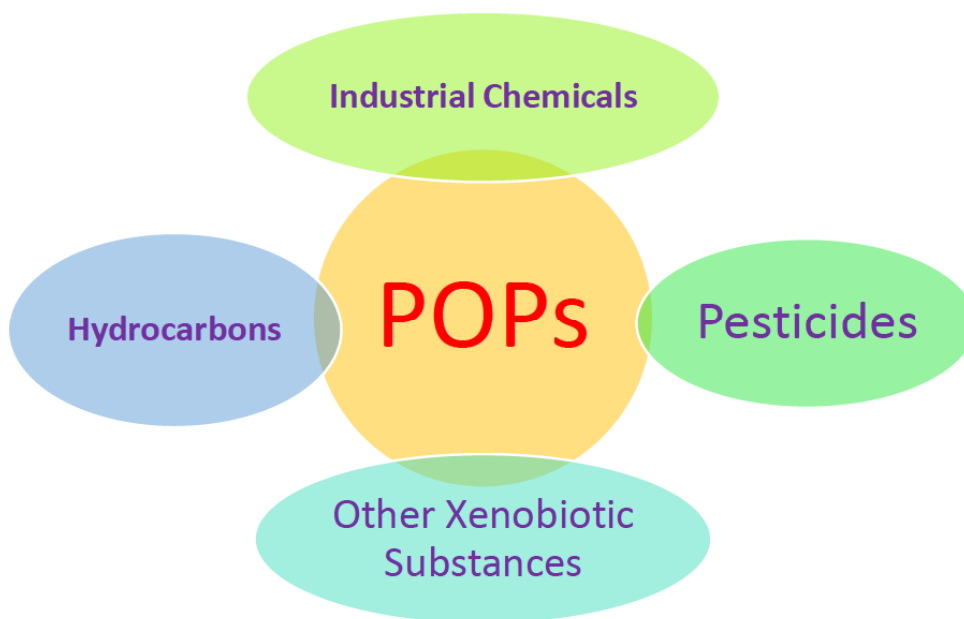 Industrial Chemicals
Hydrocarbons
POPs
Pesticides
Other Xenobiotic
Substances